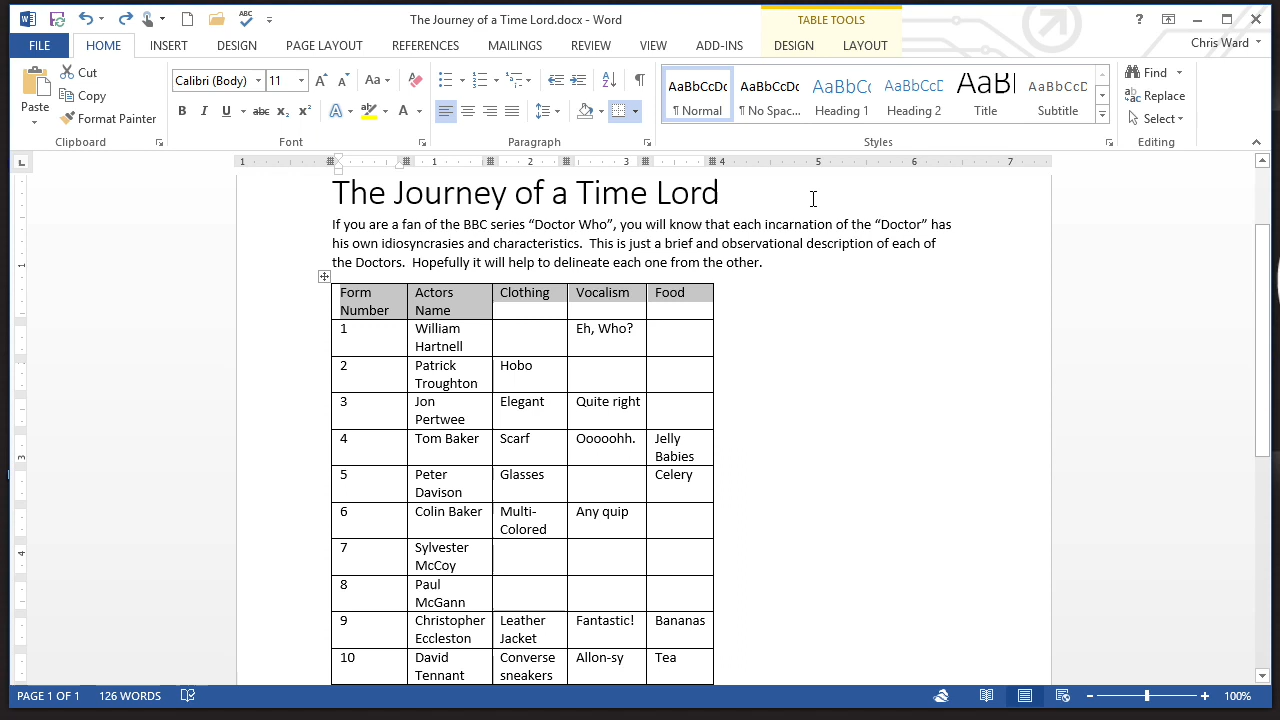 The Journey of a Time Lord.docx - Word
TABLE TOOLS
FILE HOME INSERT DESIGN PAGE LAYOUT REFERENCES MAILINGS REVIEW VIEW ADD-INS DESIGN LAYOUT Chris Ward
Paste
Cut
Copy
Format Painter
Calibri (Body) 11
AaBbCcDc AaBbCcDc AaBbCc AaBbCcD AaBl AaBbCcD
¶ Normal ¶ No Spac... Heading 1 Heading 2 Title Subtitle
Find
Replace
Select
Clipboard Font Paragraph Styles Editing
1 1 2 3 4 5 6 7
The Journey of a Time Lord
If you are a fan of the BBC series “Doctor Who”, you will know that each incarnation of the “Doctor” has
his own idiosyncrasies and characteristics. This is just a brief and observational description of each of
the Doctors. Hopefully it will help to delineate each one from the other.
Form Number Actors Name Clothing Vocalism Food
1 William Hartnell Eh, Who?
2 Patrick Troughton Hobo
3 Jon Pertwee Elegant Quite right
4 Tom Baker Scarf Ooooohh. Jelly Babies
5 Peter Davison Glasses Celery
6 Colin Baker Multi-Colored Any quip
7 Sylvester McCoy
8 Paul McGann
9 Christopher Eccleston Leather Jacket Fantastic! Bananas
10 David Tennant Converse sneakers Allon-sy Tea
PAGE 1 OF 1 126 WORDS 100%